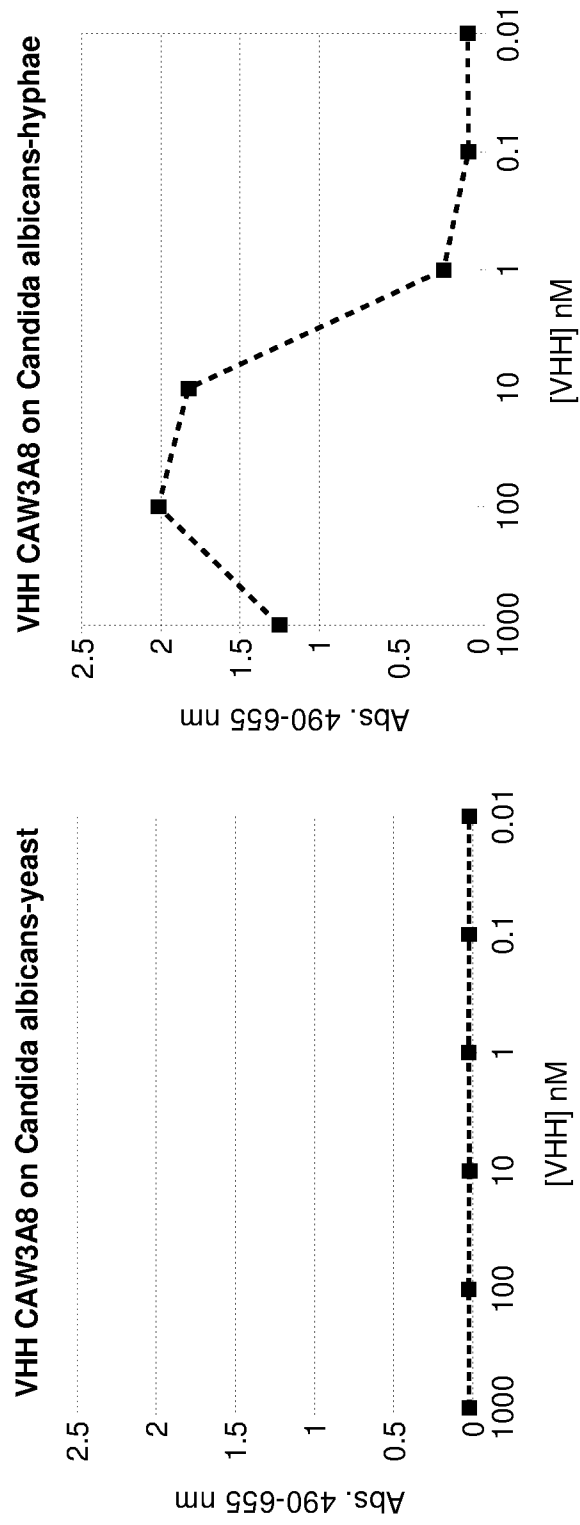 VHH CAW3A8 on Candida albicans-yeast
2.5
2
1.5
1
0.5
0
Abs. 490-655 nm
1000 100 10 1 0.1 0.01
[VHH] nM
VHH CAW3A8 on Candida albicans-hyphae
2.5
2
1.5
1
0.5
0
Abs. 490-655 nm
1000 100 10 1 0.1 0.01
[VHH] nM